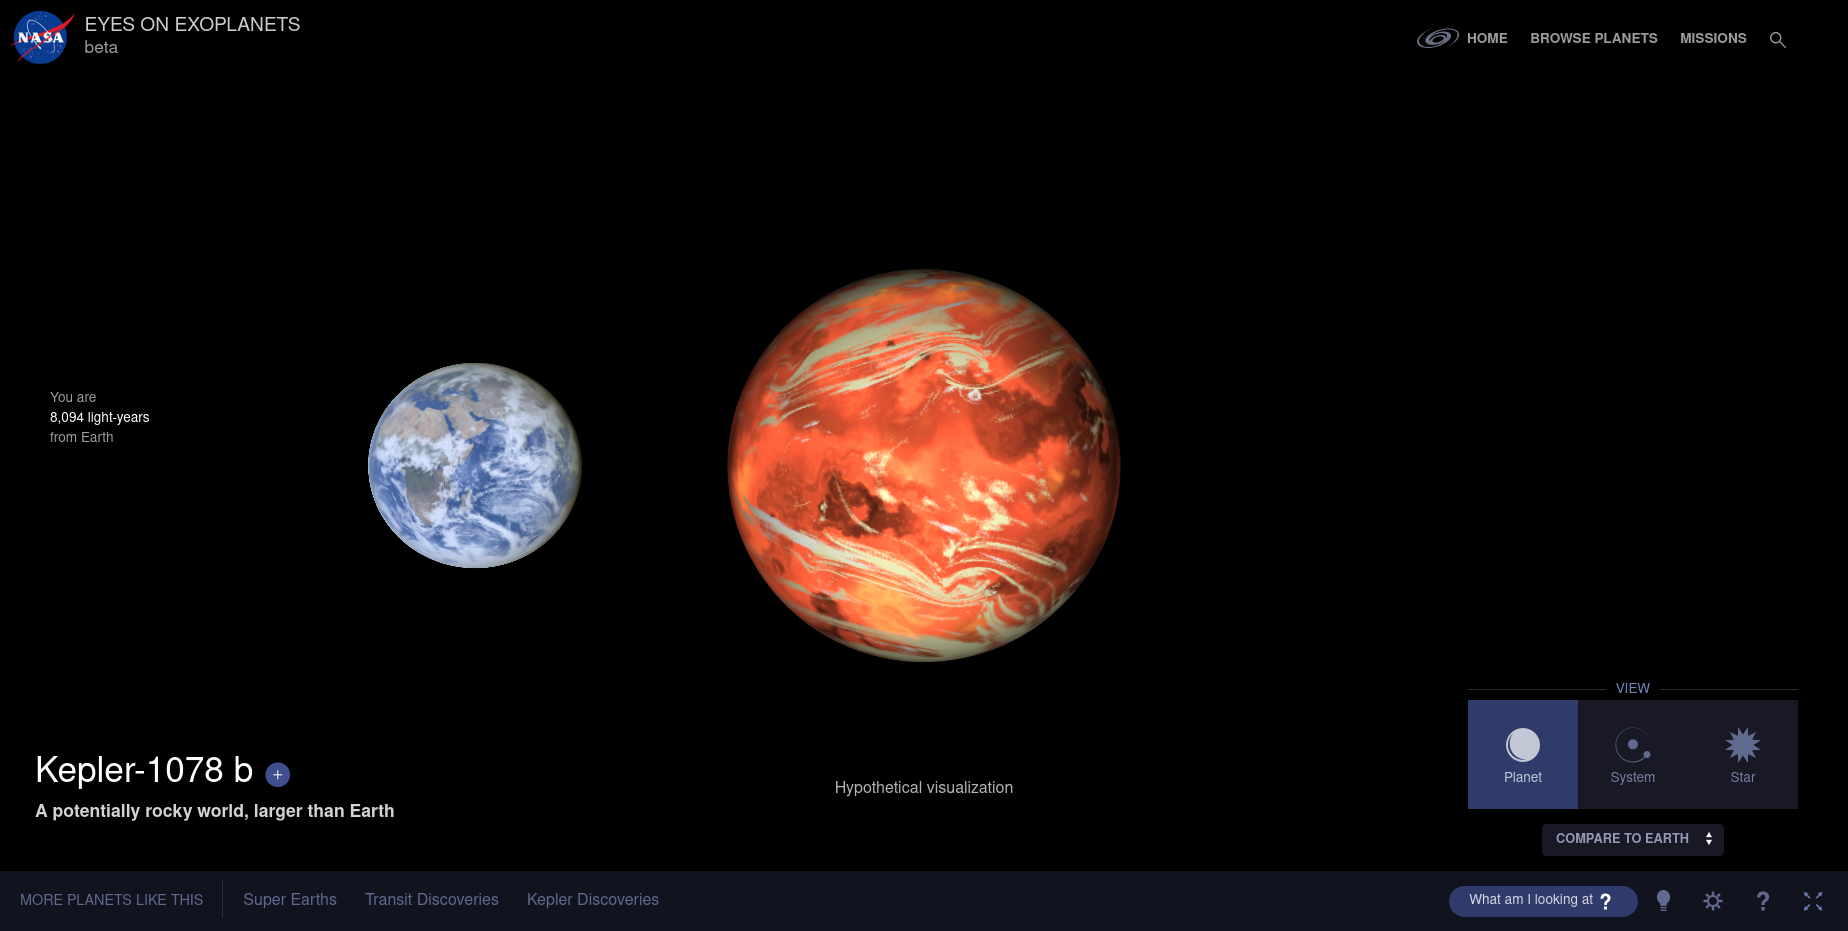 NASA
EYES ON EXOPLANETS
beta
HOME
BROWSE PLANETS
MISSIONS
You are
8,094 light-years
from Earth
VIEW
Planet
System
Star
Kepler-1078 b +
A potentially rocky world, larger than Earth
Hypothetical visualization
COMPARE TO EARTH
MORE PLANETS LIKE THIS
Super Earths
Transit Discoveries
Kepler Discoveries
What am I looking at ?
?